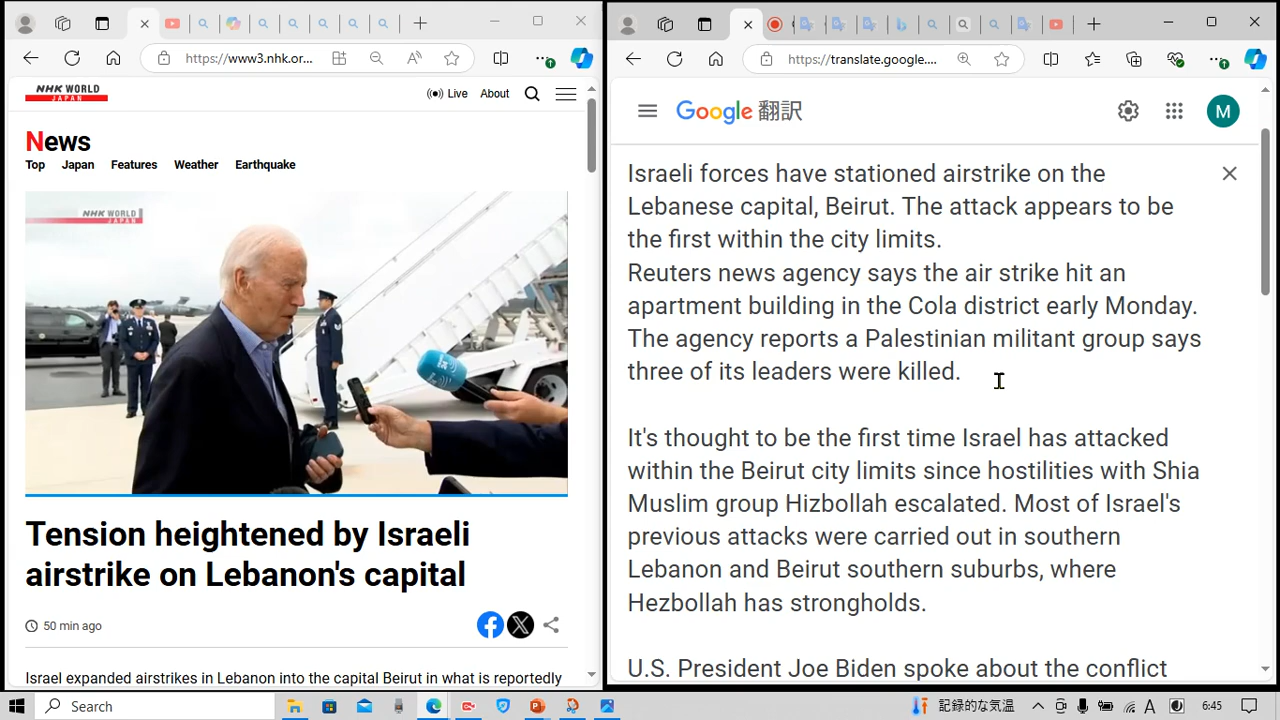 https://www3.nhk.or...
NHK WORLD
JAPAN
Live
About
News
Top
Japan
Features
Weather
Earthquake
NHK WORLD
JAPAN
Tension heightened by Israeli
airstrike on Lebanon's capital
50 min ago
Israel expanded airstrikes in Lebanon into the capital Beirut in what is reportedly
https://translate.google....
Google 翻訳
M
Israeli forces have stationed airstrike on the
Lebanese capital, Beirut. The attack appears to be
the first within the city limits.
Reuters news agency says the air strike hit an
apartment building in the Cola district early Monday.
The agency reports a Palestinian militant group says
three of its leaders were killed.
It's thought to be the first time Israel has attacked
within the Beirut city limits since hostilities with Shia
Muslim group Hizbollah escalated. Most of Israel's
previous attacks were carried out in southern
Lebanon and Beirut southern suburbs, where
Hezbollah has strongholds.
U.S. President Joe Biden spoke about the conflict
Search
記録的な気温
A
6:45